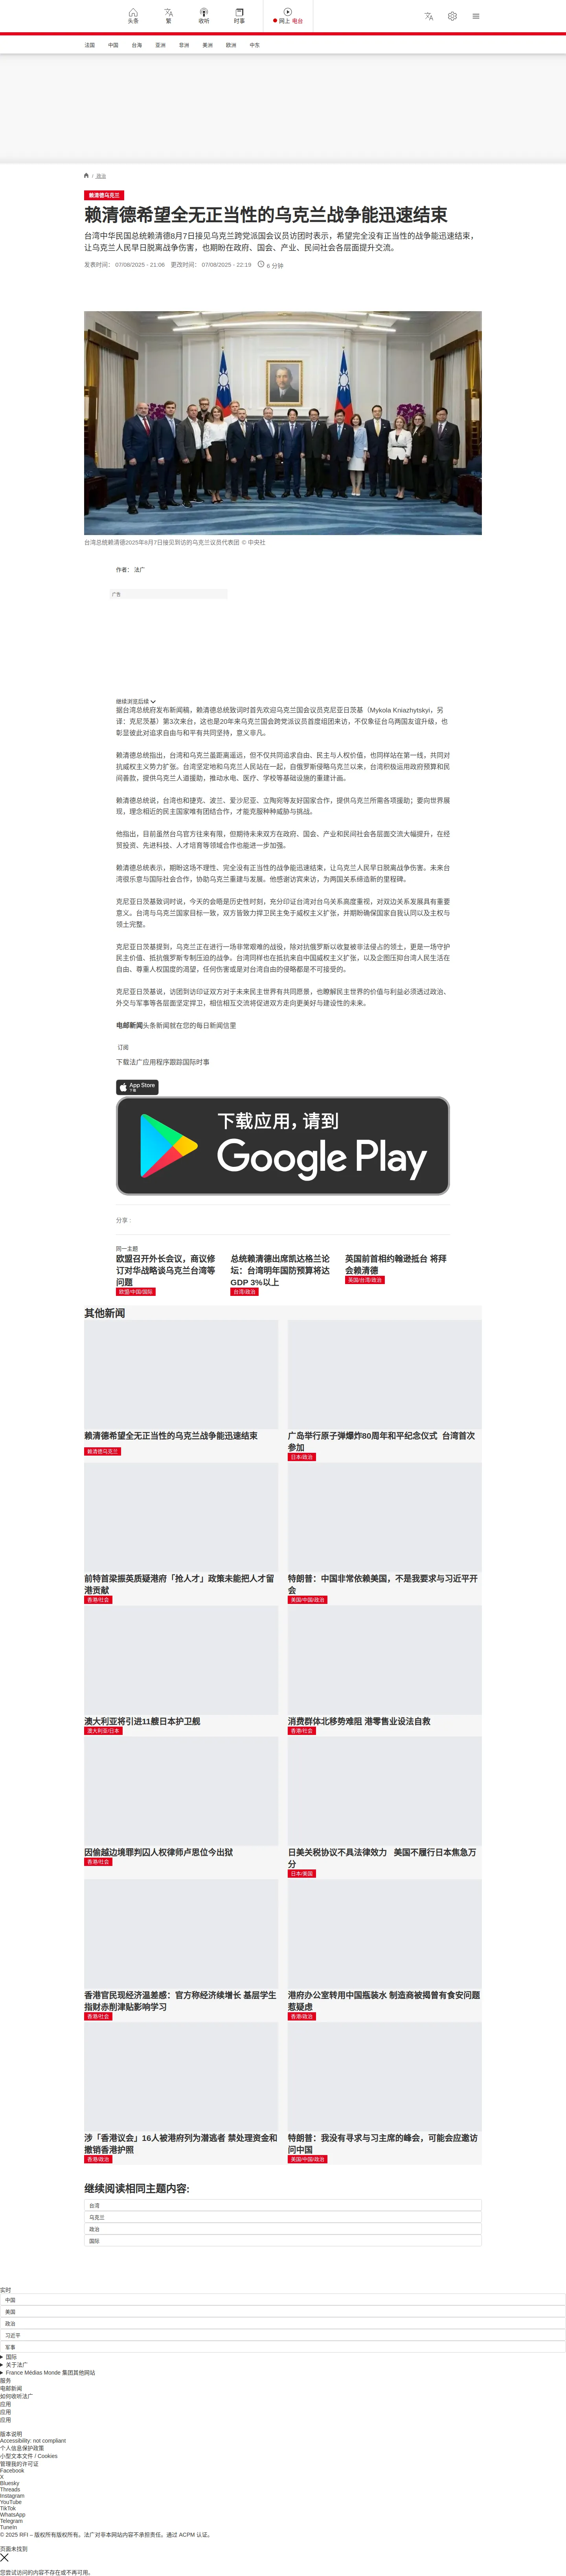 头条
繁
收听
时事
网上 电台
法国
中国
台海
亚洲
非洲
美洲
欧洲
中东
/ 政治
赖清德乌克兰
赖清德希望全无正当性的乌克兰战争能迅速结束
台湾中华民国总统赖清德8月7日接见乌克兰跨党派国会议员访团时表示，希望完全没有正当性的战争能迅速结束，
让乌克兰人民早日脱离战争伤害，也期盼在政府、国会、产业、民间社会各层面提升交流。
发表时间： 07/08/2025 - 21:06 更改时间： 07/08/2025 - 22:19 6 分钟
台湾总统赖清德2025年8月7日接见到访的乌克兰议员代表团 © 中央社
作者： 法广
广告
继续浏览后续
据台湾总统府发布新闻稿，赖清德总统致词时首先欢迎乌克兰国会议员克尼亚日茨基（Mykola Kniazhytskyi，另
译：克尼茨基）第3次来台，这也是20年来乌克兰国会跨党派议员首度组团来访，不仅象征台乌两国友谊升级，也
彰显彼此对追求自由与和平有共同坚持，意义非凡。
赖清德总统指出，台湾和乌克兰虽距离遥远，但不仅共同追求自由、民主与人权价值，也同样站在第一线，共同对
抗威权主义势力扩张。台湾坚定地和乌克兰人民站在一起，自俄罗斯侵略乌克兰以来，台湾积极运用政府预算和民
间善款，提供乌克兰人道援助，推动水电、医疗、学校等基础设施的重建计画。
赖清德总统说，台湾也和捷克、波兰、爱沙尼亚、立陶宛等友好国家合作，提供乌克兰所需各项援助；要向世界展
现，理念相近的民主国家唯有团结合作，才能克服种种威胁与挑战。
他指出，目前虽然台乌官方往来有限，但期待未来双方在政府、国会、产业和民间社会各层面交流大幅提升，在经
贸投资、先进科技、人才培育等领域合作也能进一步加强。
赖清德总统表示，期盼这场不理性、完全没有正当性的战争能迅速结束，让乌克兰人民早日脱离战争伤害。未来台
湾很乐意与国际社会合作，协助乌克兰重建与发展。他感谢访宾来访，为两国关系缔造新的里程碑。
克尼亚日茨基致词时说，今天的会晤是历史性时刻，充分印证台湾对台乌关系高度重视，对双边关系发展具有重要
意义。台湾与乌克兰国家目标一致，双方皆致力捍卫民主免于威权主义扩张，并期盼确保国家自我认同以及主权与
领土完整。
克尼亚日茨基提到，乌克兰正在进行一场非常艰难的战役，除对抗俄罗斯以收复被非法侵占的领土，更是一场守护
民主价值、抵抗俄罗斯专制压迫的战争。台湾同样也在抵抗来自中国威权主义扩张，以及企图压抑台湾人民生活在
自由、尊重人权国度的渴望，任何伤害或是对台湾自由的侵略都是不可接受的。
克尼亚日茨基说，访团到访印证双方对于未来民主世界有共同愿景，也瞭解民主世界的价值与利益必须透过政治、
外交与军事等各层面坚定捍卫，相信相互交流将促进双方走向更美好与建设性的未来。
电邮新闻头条新闻就在您的每日新闻信里
订阅
下载法广应用程序跟踪国际时事
App Store
下载
下载应用，请到
Google Play
分享 :
同一主题
欧盟召开外长会议，商议修
订对华战略谈乌克兰台湾等
问题
欧盟/中国/国际
总统赖清德出席凯达格兰论
坛：台湾明年国防预算将达
GDP 3%以上
台湾/政治
英国前首相约翰逊抵台 将拜
会赖清德
英国/台湾/政治
其他新闻
赖清德希望全无正当性的乌克兰战争能迅速结束
赖清德乌克兰
广岛举行原子弹爆炸80周年和平纪念仪式 台湾首次
参加
日本/政治
前特首梁振英质疑港府「抢人才」政策未能把人才留
港贡献
香港/社会
特朗普：中国非常依赖美国，不是我要求与习近平开
会
美国/中国/政治
澳大利亚将引进11艘日本护卫舰
澳大利亚/日本
消费群体北移势难阻 港零售业设法自救
香港/社会
因偷越边境罪判囚人权律师卢思位今出狱
香港/社会
日美关税协议不具法律效力 美国不履行日本焦急万
分
日本/美国
香港官民现经济温差感：官方称经济续增长 基层学生
指财赤削津贴影响学习
香港/社会
港府办公室转用中国瓶装水 制造商被揭曾有食安问题
惹疑虑
香港/政治
涉「香港议会」16人被港府列为潜逃者 禁处理资金和
撤销香港护照
香港/政治
特朗普：我没有寻求与习主席的峰会，可能会应邀访
问中国
美国/中国/政治
继续阅读相同主题内容:
台湾
乌克兰
政治
国际
实时
中国
美国
政治
习近平
军事
国际
关于法广
France Médias Monde 集团其他网站
服务
电邮新闻
如何收听法广
应用
应用
应用
版本说明
Accessibility: not compliant
个人信息保护政策
小型文本文件 / Cookies
管理我的许可证
Facebook
X
Bluesky
Threads
Instagram
YouTube
TikTok
WhatsApp
Telegram
TuneIn
© 2025 RFI – 版权所有版权所有。法广对非本网站内容不承担责任。通过 ACPM 认证。
页面未找到
您尝试访问的内容不存在或不再可用。